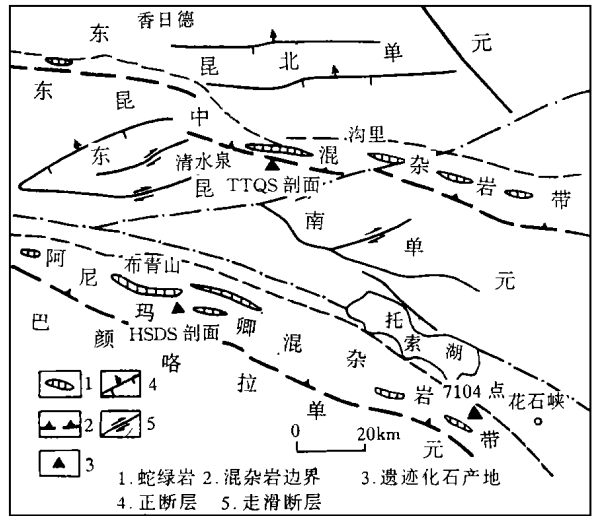 香日德
东昆北单元
东昆中混杂岩带
沟里
清水泉
TTQS 剖面
东昆南单元
布青山
阿尼玛卿混杂岩带
HSDS 剖面
托索湖
7104 点
花石峡
巴颜喀拉单元
1
2
3
4
5
0 20km
1. 蛇绿岩 2. 混杂岩边界 3. 遗迹化石产地
4. 正断层 5. 走滑断层